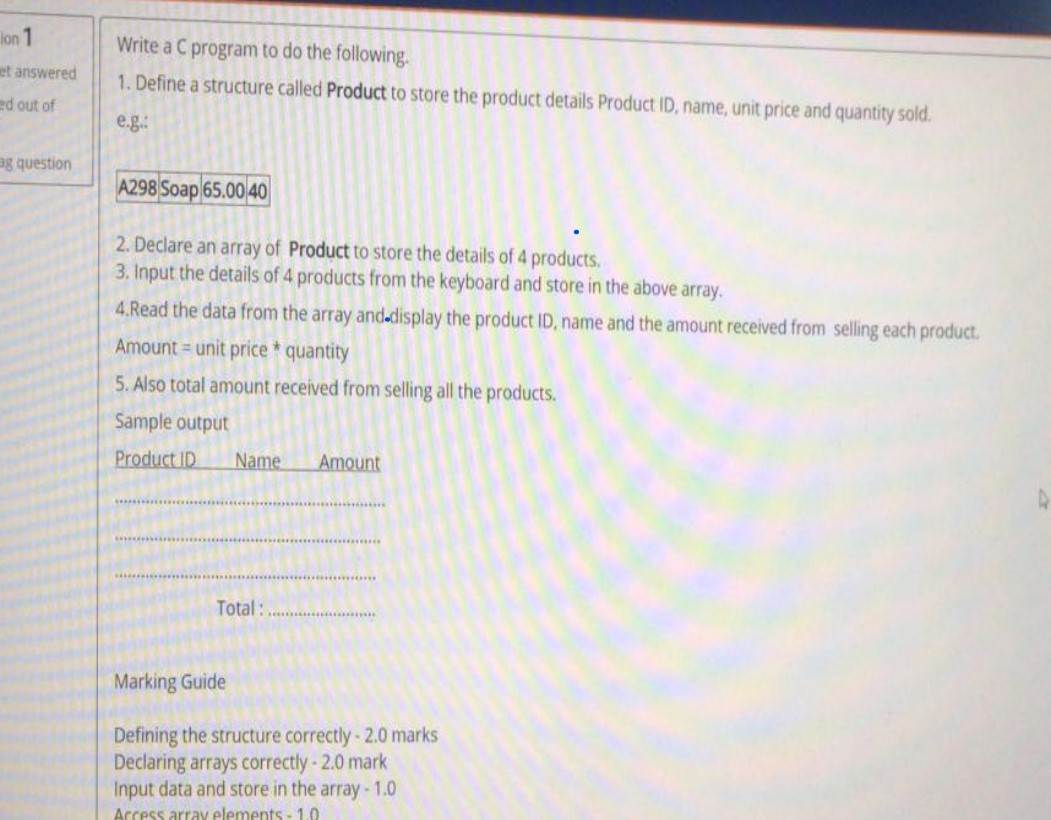 ion 1
et answered
ed out of
ag question
Write a C program to do the following.
1. Define a structure called Product to store the product details Product ID, name, unit price and quantity sold.
e.g.:
A298 Soap 65.00 40
2. Declare an array of Product to store the details of 4 products.
3. Input the details of 4 products from the keyboard and store in the above array.
4.Read the data from the array and display the product ID, name and the amount received from selling each product.
Amount = unit price * quantity
5. Also total amount received from selling all the products.
Sample output
Product ID Name Amount
................................................................
................................................................
................................................................
Total : ..........................
Marking Guide
Defining the structure correctly - 2.0 marks
Declaring arrays correctly - 2.0 mark
Input data and store in the array - 1.0
Access array elements - 1.0